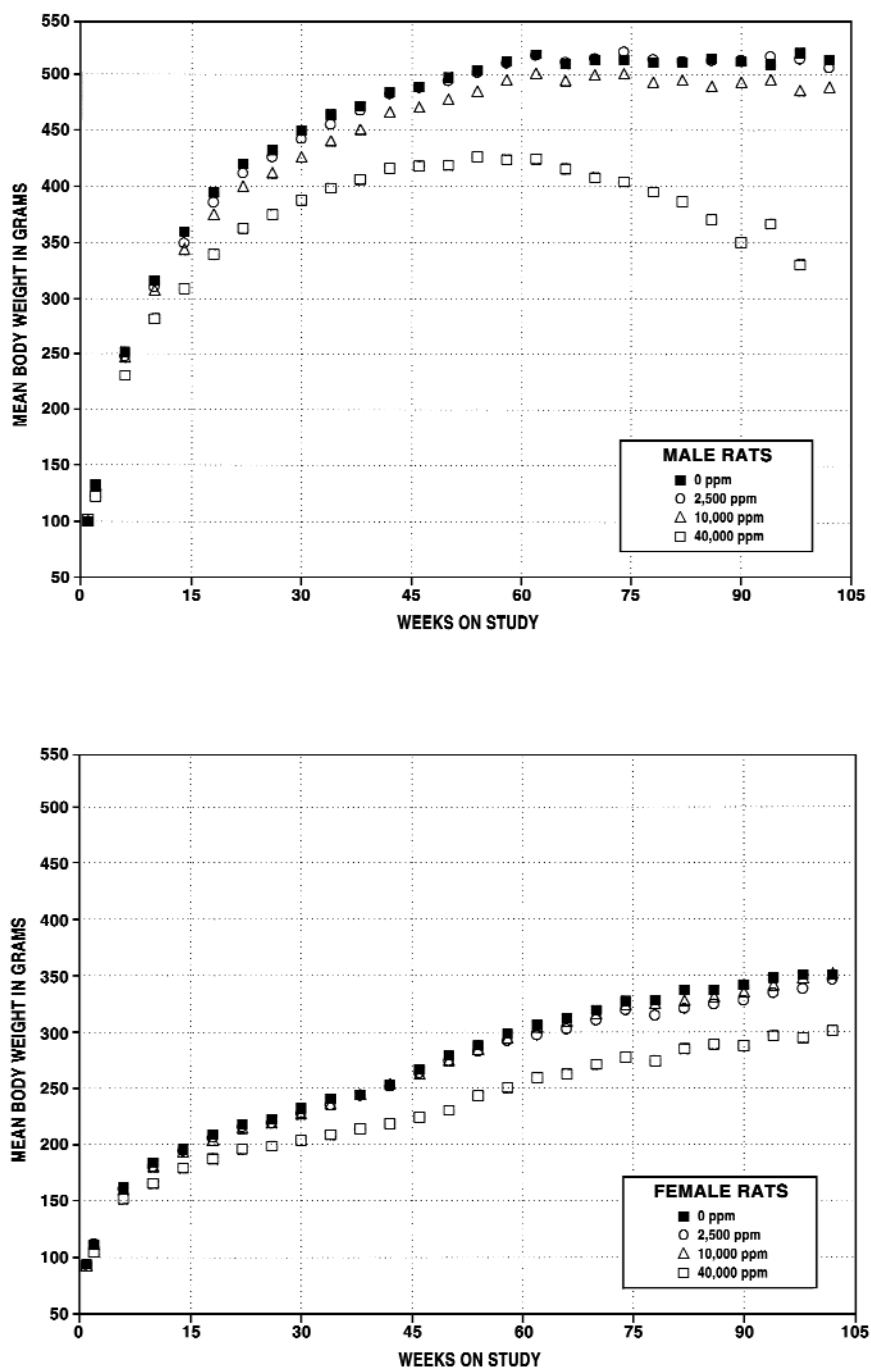 550
500
450
400
350
300
250
200
150
100
50
MEAN BODY WEIGHT IN GRAMS
MALE RATS
0 ppm
2,500 ppm
10,000 ppm
40,000 ppm
0 15 30 45 60 75 90 105
WEEKS ON STUDY
550
500
450
400
350
300
250
200
150
100
50
MEAN BODY WEIGHT IN GRAMS
FEMALE RATS
0 ppm
2,500 ppm
10,000 ppm
40,000 ppm
0 15 30 45 60 75 90 105
WEEKS ON STUDY